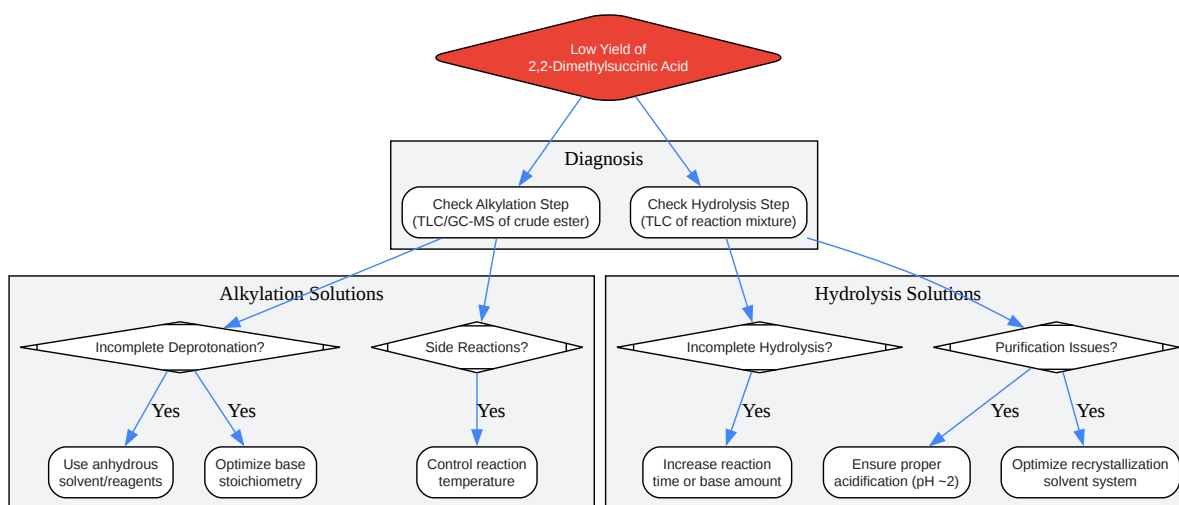 Low Yield of
2,2-Dimethylsuccinic Acid
Diagnosis
Check Alkylation Step
(TLC/GC-MS of crude ester)
Check Hydrolysis Step
(TLC of reaction mixture)
Alkylation Solutions
Hydrolysis Solutions
Incomplete Deprotonation?
Side Reactions?
Incomplete Hydrolysis?
Purification Issues?
Yes
Yes
Yes
Yes
Yes
Yes
Use anhydrous
solvent/reagents
Optimize base
stoichiometry
Control reaction
temperature
Increase reaction
time or base amount
Ensure proper
acidification (pH ~2)
Optimize recrystallization
solvent system